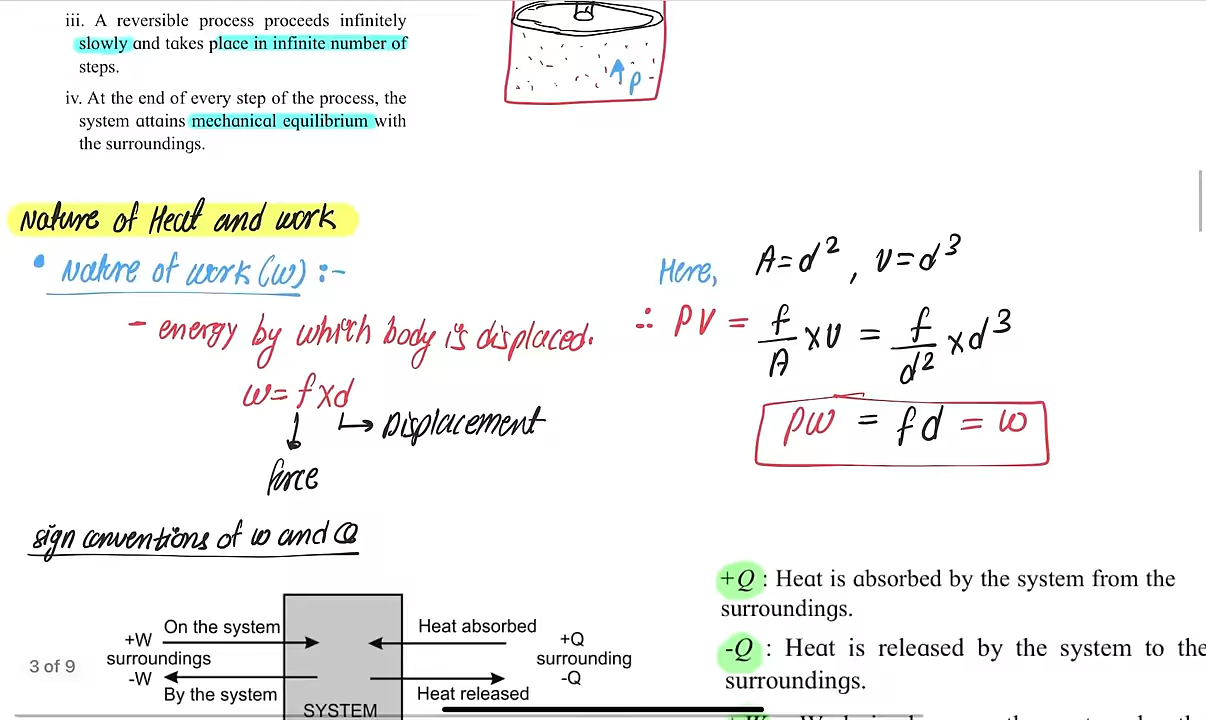 iii. A reversible process proceeds infinitely
slowly and takes place in infinite number of
steps.
iv. At the end of every step of the process, the
system attains mechanical equilibrium with
the surroundings.
P
Nature of Heat and work
• Nature of work (w) :-
- energy by which body is displaced.
w = f x d
Displacement
force
Here, A = d², v = d³
∴ PV = f/A x v = f/d² x d³
pw = fd = w
sign conventions of w and Q
+W On the system
surroundings
-W By the system
SYSTEM
Heat absorbed +Q
surrounding
Heat released -Q
+Q : Heat is absorbed by the system from the
surroundings.
-Q : Heat is released by the system to the
surroundings.
3 of 9